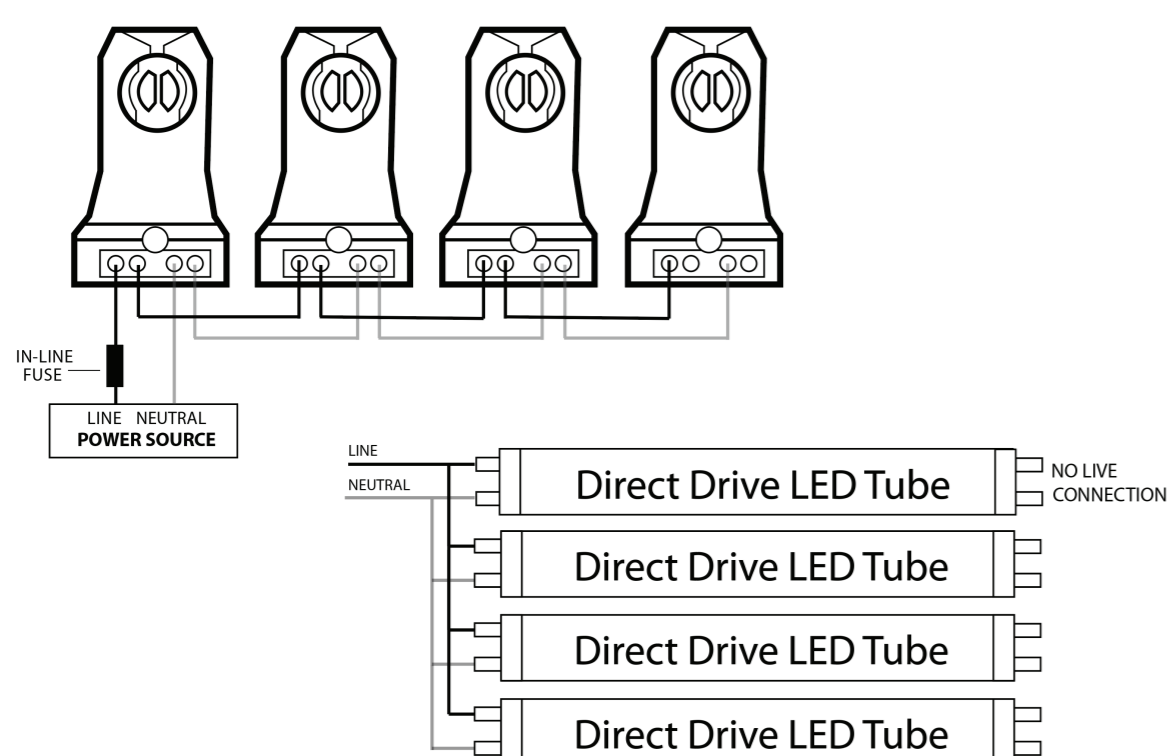 IN-LINE
FUSE
LINE NEUTRAL
POWER SOURCE
LINE
NEUTRAL
Direct Drive LED Tube
NO LIVE
CONNECTION
Direct Drive LED Tube
Direct Drive LED Tube
Direct Drive LED Tube